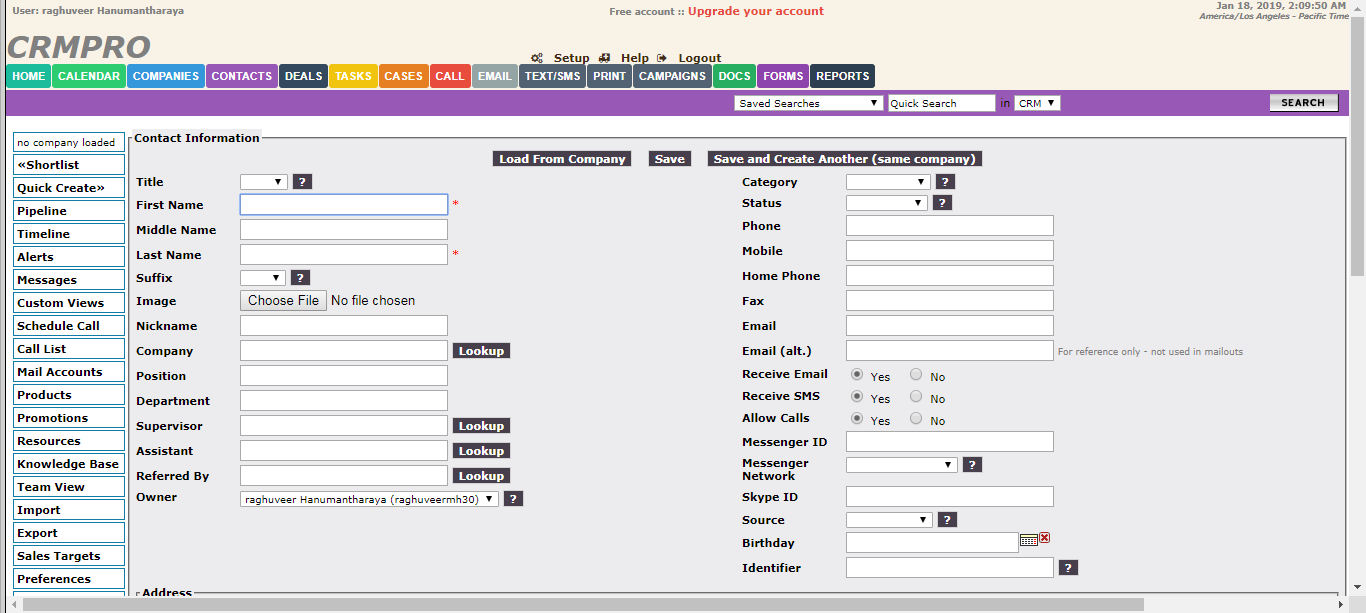 User: raghuveer Hanumantharaya
Free account :: Upgrade your account
Jan 18, 2019, 2:09:50 AM
America/Los Angeles - Pacific Time
CRMPRO
Setup Help Logout
HOME CALENDAR COMPANIES CONTACTS DEALS TASKS CASES CALL EMAIL TEXT/SMS PRINT CAMPAIGNS DOCS FORMS REPORTS
Saved Searches Quick Search in CRM SEARCH
no company loaded
«Shortlist
Quick Create»
Pipeline
Timeline
Alerts
Messages
Custom Views
Schedule Call
Call List
Mail Accounts
Products
Promotions
Resources
Knowledge Base
Team View
Import
Export
Sales Targets
Preferences
Contact Information
Load From Company Save Save and Create Another (same company)
Title ?
First Name *
Middle Name
Last Name *
Suffix ?
Image Choose File No file chosen
Nickname
Company Lookup
Position
Department
Supervisor Lookup
Assistant Lookup
Referred By Lookup
Owner raghuveer Hanumantharaya (raghuveermh30) ?
Category ?
Status ?
Phone
Mobile
Home Phone
Fax
Email
Email (alt.) For reference only - not used in mailouts
Receive Email Yes No
Receive SMS Yes No
Allow Calls Yes No
Messenger ID
Messenger
Network ?
Skype ID
Source ?
Birthday
Identifier ?
Address